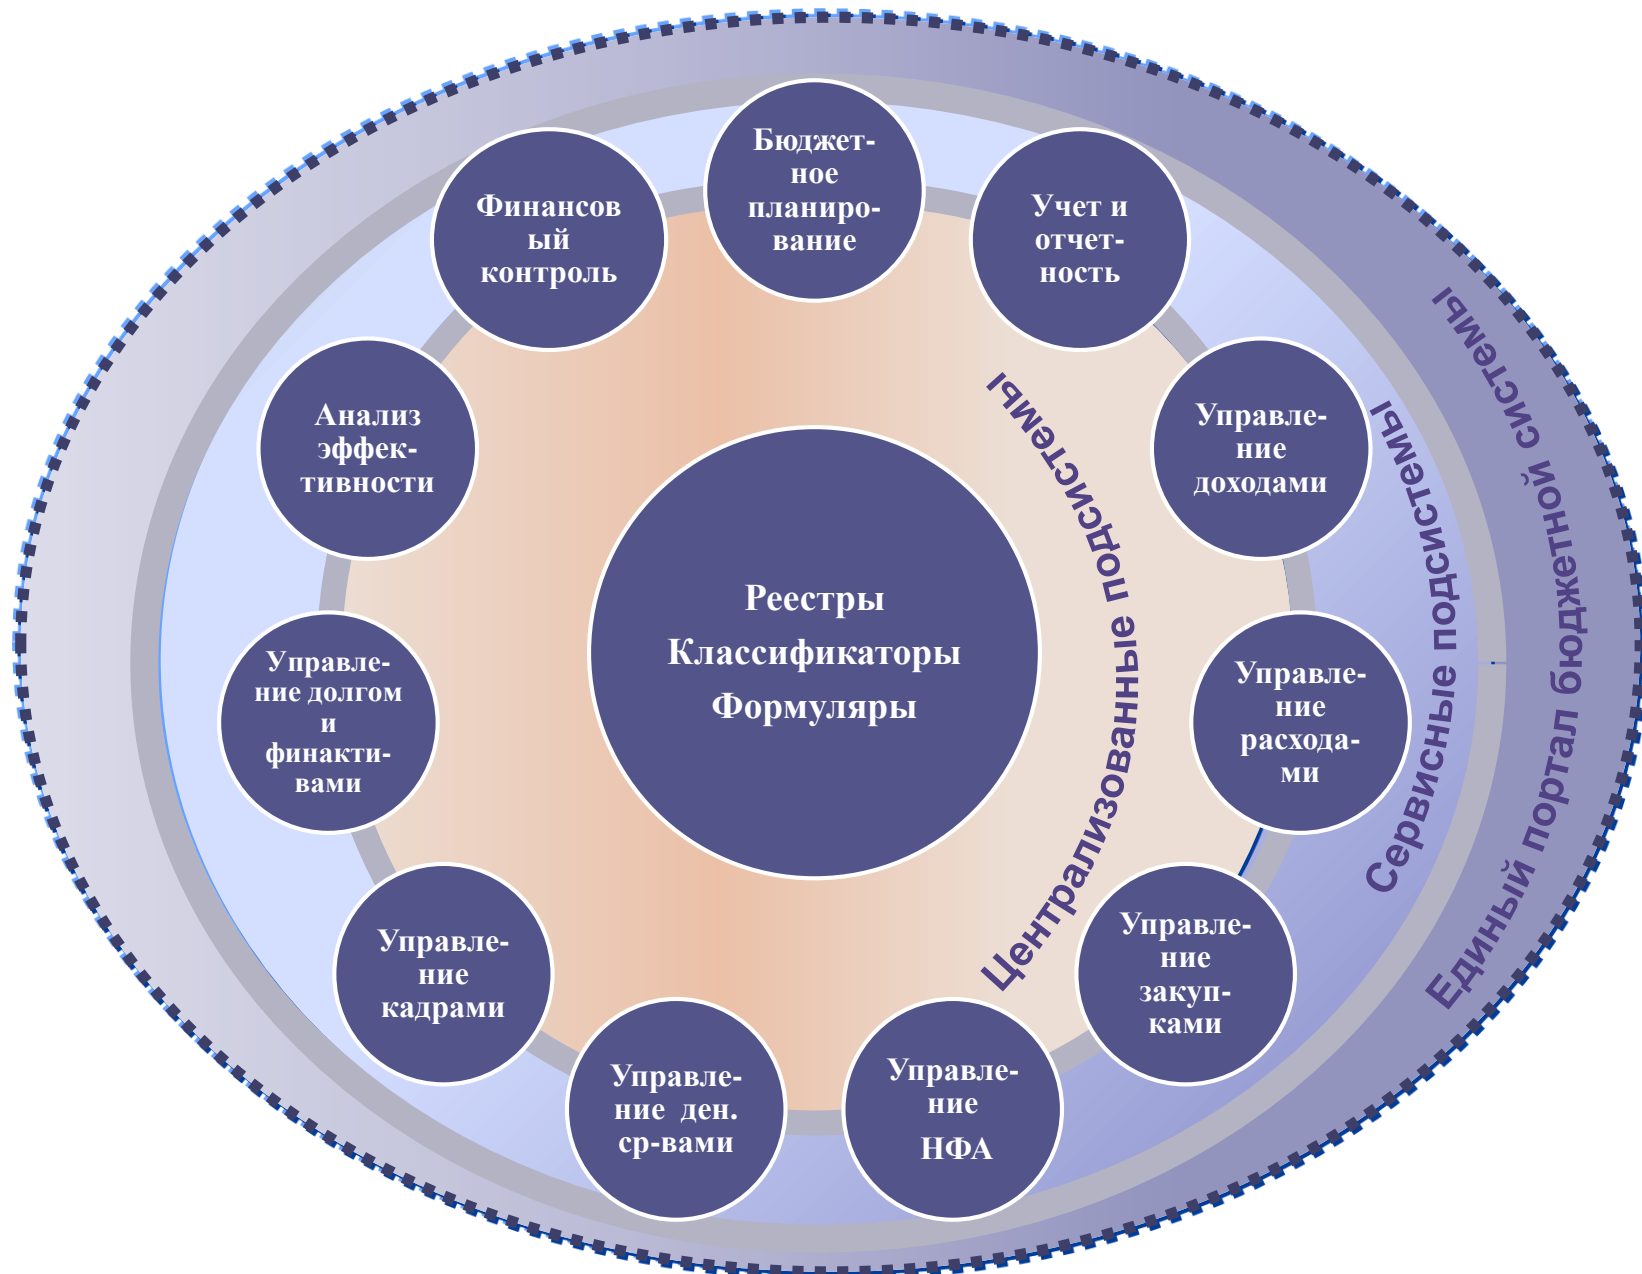 Бюджет-
ное
планиро-
вание
Учет и
отчет-
ность
Управле-
ние
доходами
Управле-
ние
расхода-
ми
Управле-
ние
закуп-
ками
Управле-
ние
НФА
Управле-
ние ден.
ср-вами
Управле-
ние
кадрами
Управле-
ние долгом
и
финакти-
вами
Анализ
эффек-
тивности
Финансов
ый
контроль
Реестры
Классификаторы
Формуляры
Централизованные подсистемы
Сервисные подсистемы
Единый портал бюджетной системы